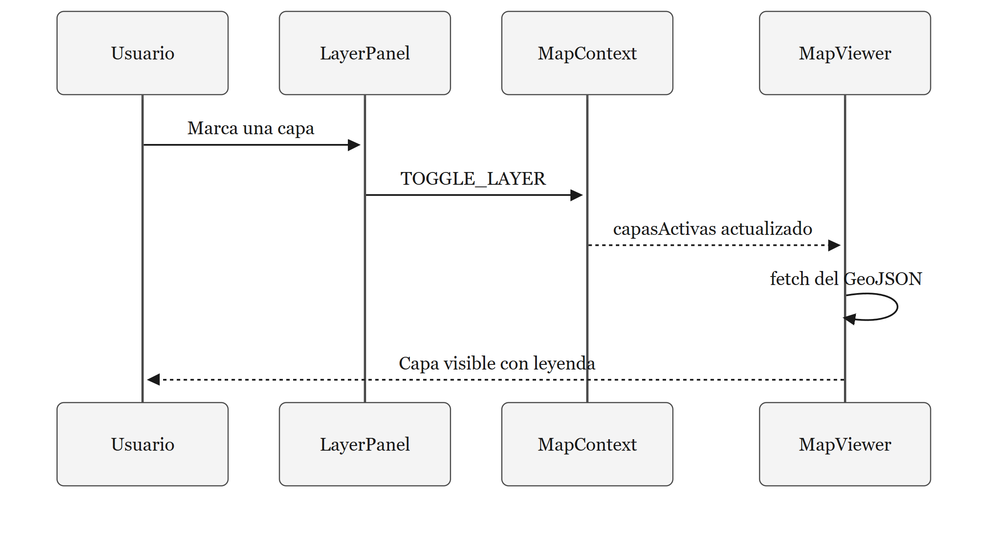 Usuario
LayerPanel
MapContext
MapViewer
Marca una capa
TOGGLE_LAYER
capasActivas actualizado
fetch del GeoJSON
Capa visible con leyenda
Usuario
LayerPanel
MapContext
MapViewer